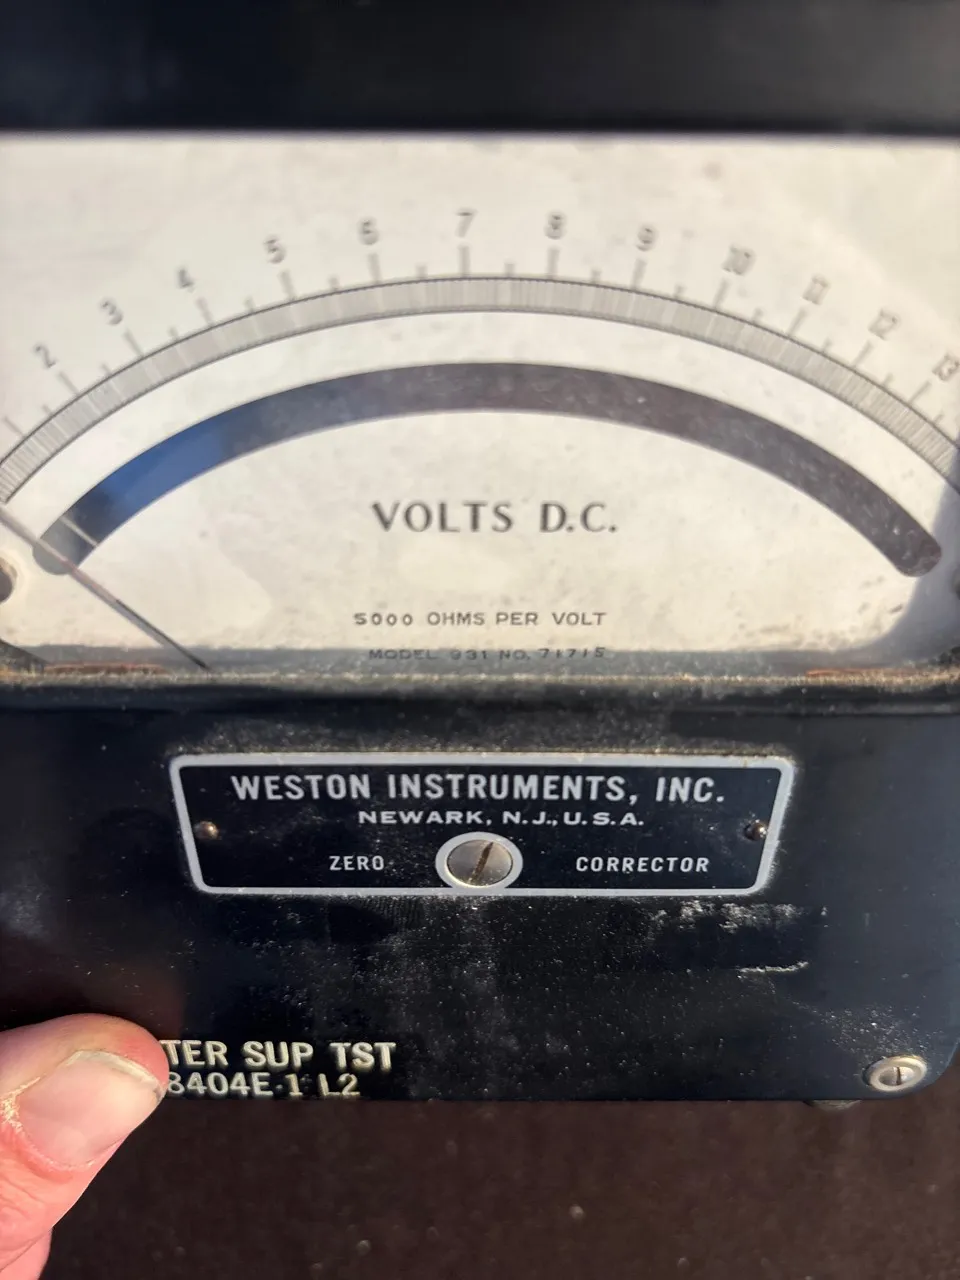 2 3 4 5 6 7 8 9 10 11 12 13
VOLTS D.C.
5000 OHMS PER VOLT
MODEL 931 NO. 71715
WESTON INSTRUMENTS, INC.
NEWARK, N.J., U.S.A.
ZERO CORRECTOR
TER SUP TST
8404E-1 L2